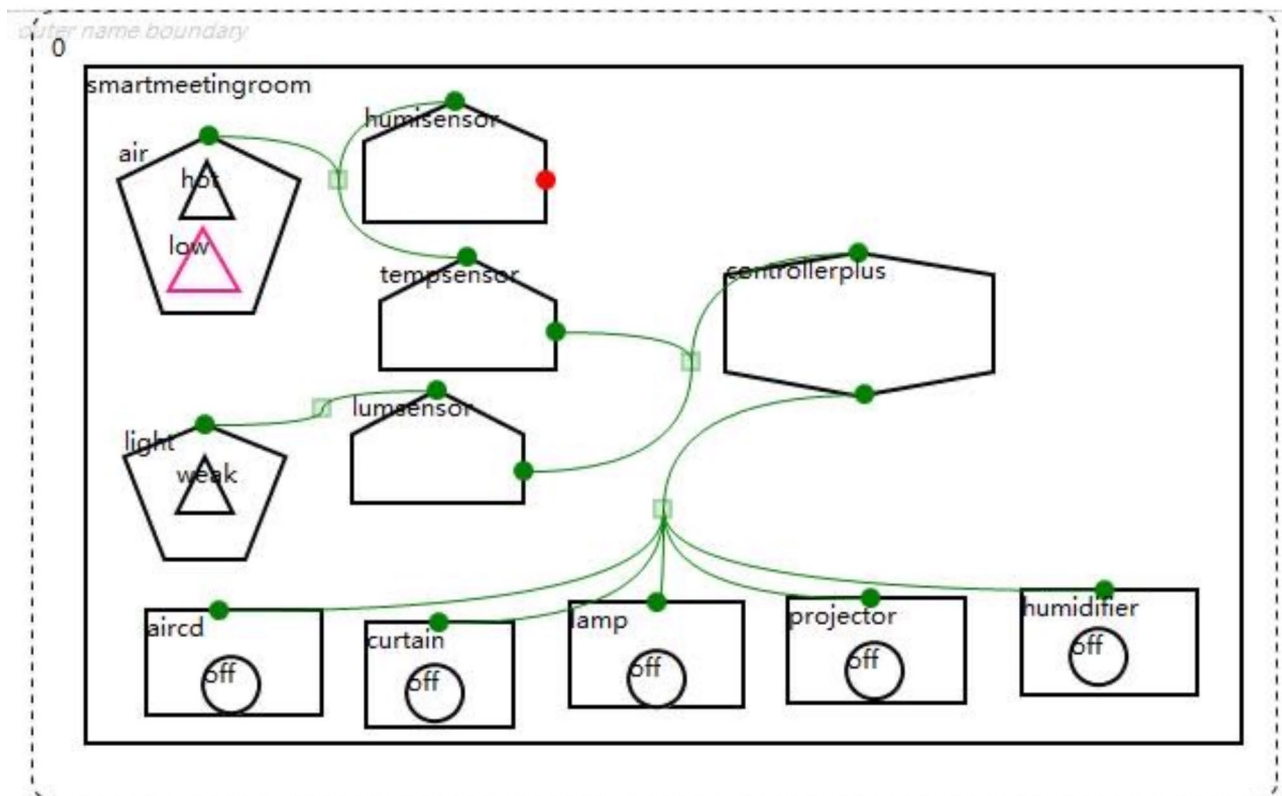 outer name boundary
0
smartmeetingroom
humisensor
air
hot
low
tempsensor
controllerplus
lumsensor
light
weak
aircd
curtain
lamp
projector
humidifier
off
off
off
off
off